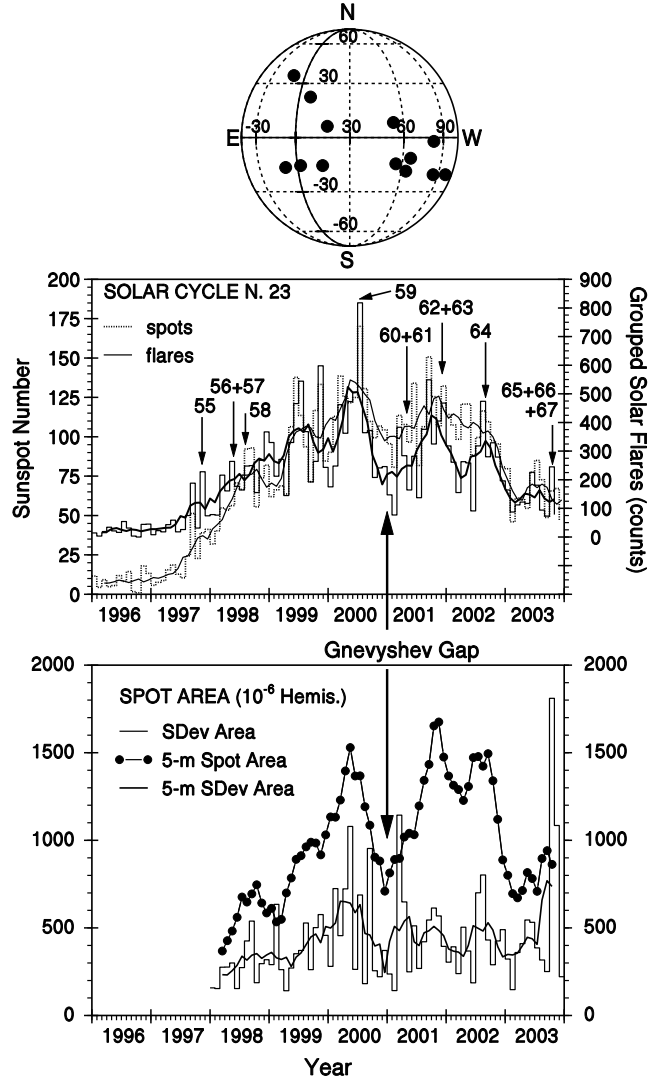 N
60
30
E -30 30 60 90 W
-30
-60
S
200 900
SOLAR CYCLE N. 23
spots
flares
175 800
150 700
125 600
100 500
75 400
50 300
25 200
0 100
0
Sunspot Number
Grouped Solar Flares (counts)
59
62+63
60+61
64
56+57
55
58
65+66
+67
1996 1997 1998 1999 2000 2001 2002 2003
Gnevyshev Gap
2000 2000
SPOT AREA (10-6 Hemis.)
SDev Area
5-m Spot Area
5-m SDev Area
1500 1500
1000 1000
500 500
0 0
1996 1997 1998 1999 2000 2001 2002 2003
Year